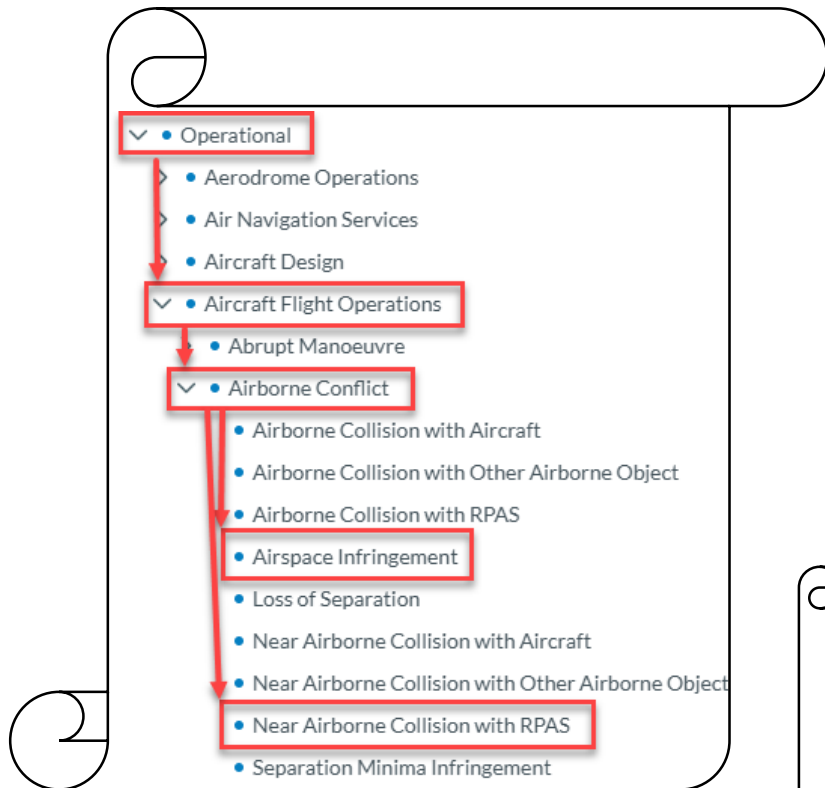 Operational
Aerodrome Operations
Air Navigation Services
Aircraft Design
Aircraft Flight Operations
Abrupt Manoeuvre
Airborne Conflict
Airborne Collision with Aircraft
Airborne Collision with Other Airborne Object
Airborne Collision with RPAS
Airspace Infringement
Loss of Separation
Near Airborne Collision with Aircraft
Near Airborne Collision with Other Airborne Object
Near Airborne Collision with RPAS
Separation Minima Infringement